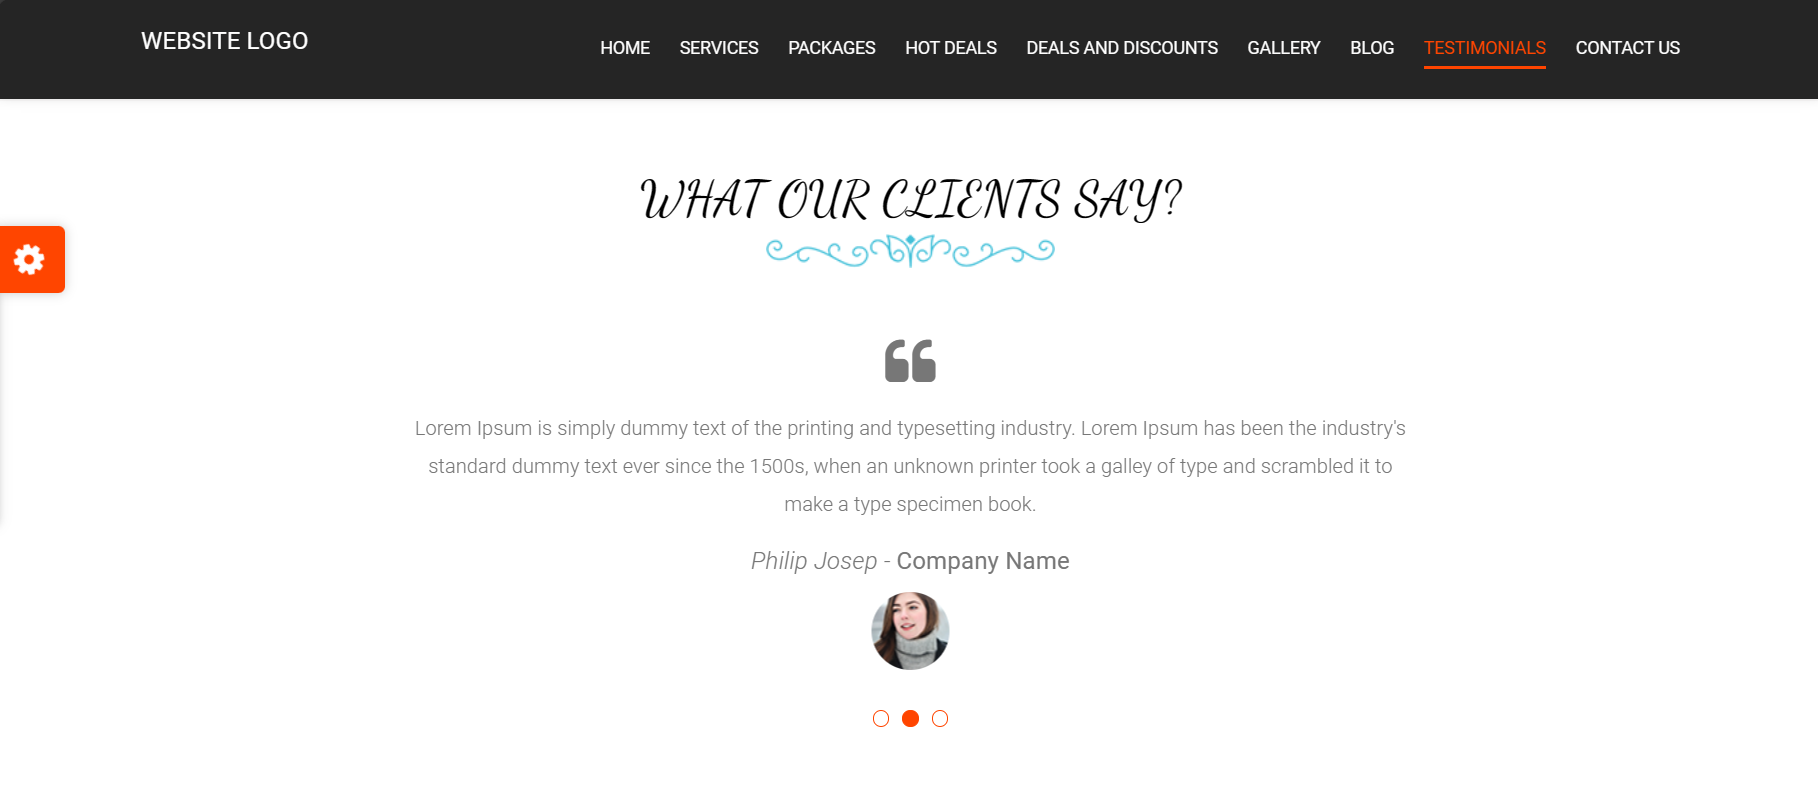 WEBSITE LOGO
HOME SERVICES PACKAGES HOT DEALS DEALS AND DISCOUNTS GALLERY BLOG TESTIMONIALS CONTACT US
WHAT OUR CLIENTS SAY?
Lorem Ipsum is simply dummy text of the printing and typesetting industry. Lorem Ipsum has been the industry's
standard dummy text ever since the 1500s, when an unknown printer took a galley of type and scrambled it to
make a type specimen book.
Philip Josep - Company Name